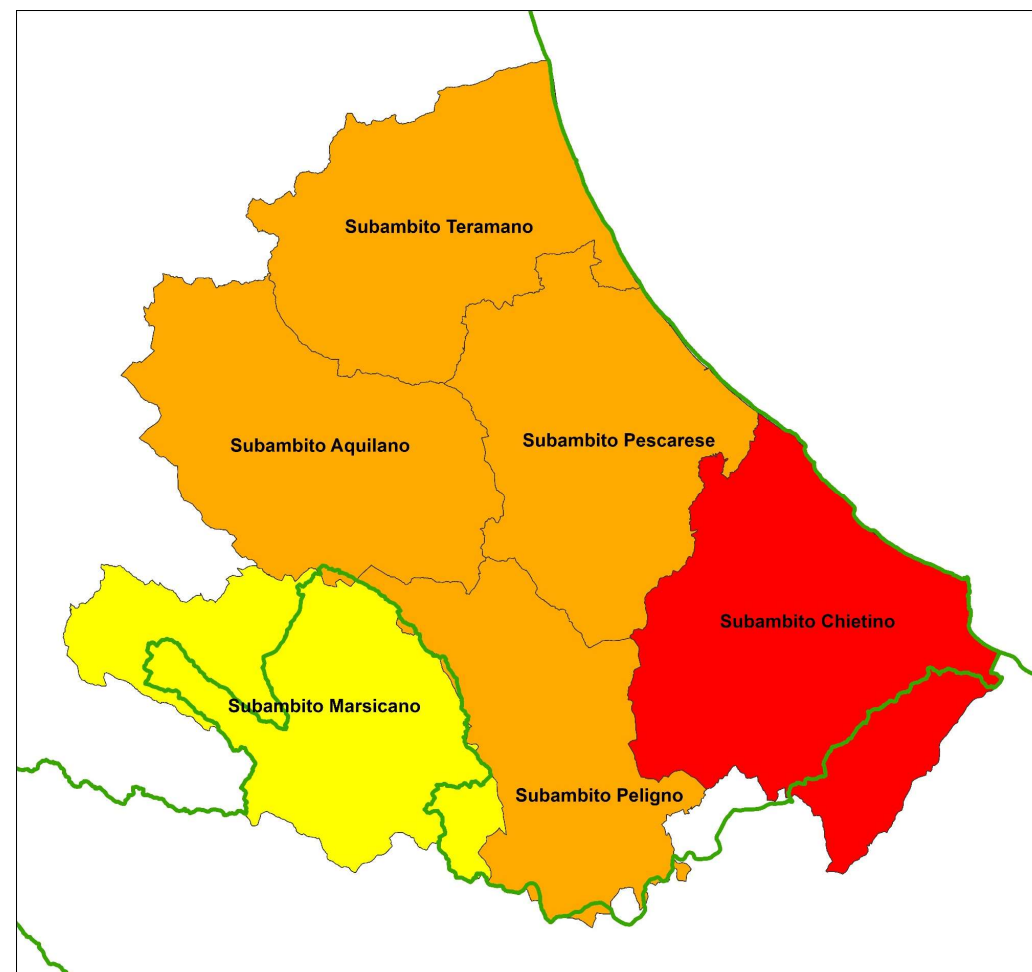 Subambito Teramano
Subambito Pescarese
Subambito Aquilano
Subambito Chietino
Subambito Marsicano
Subambito Peligno